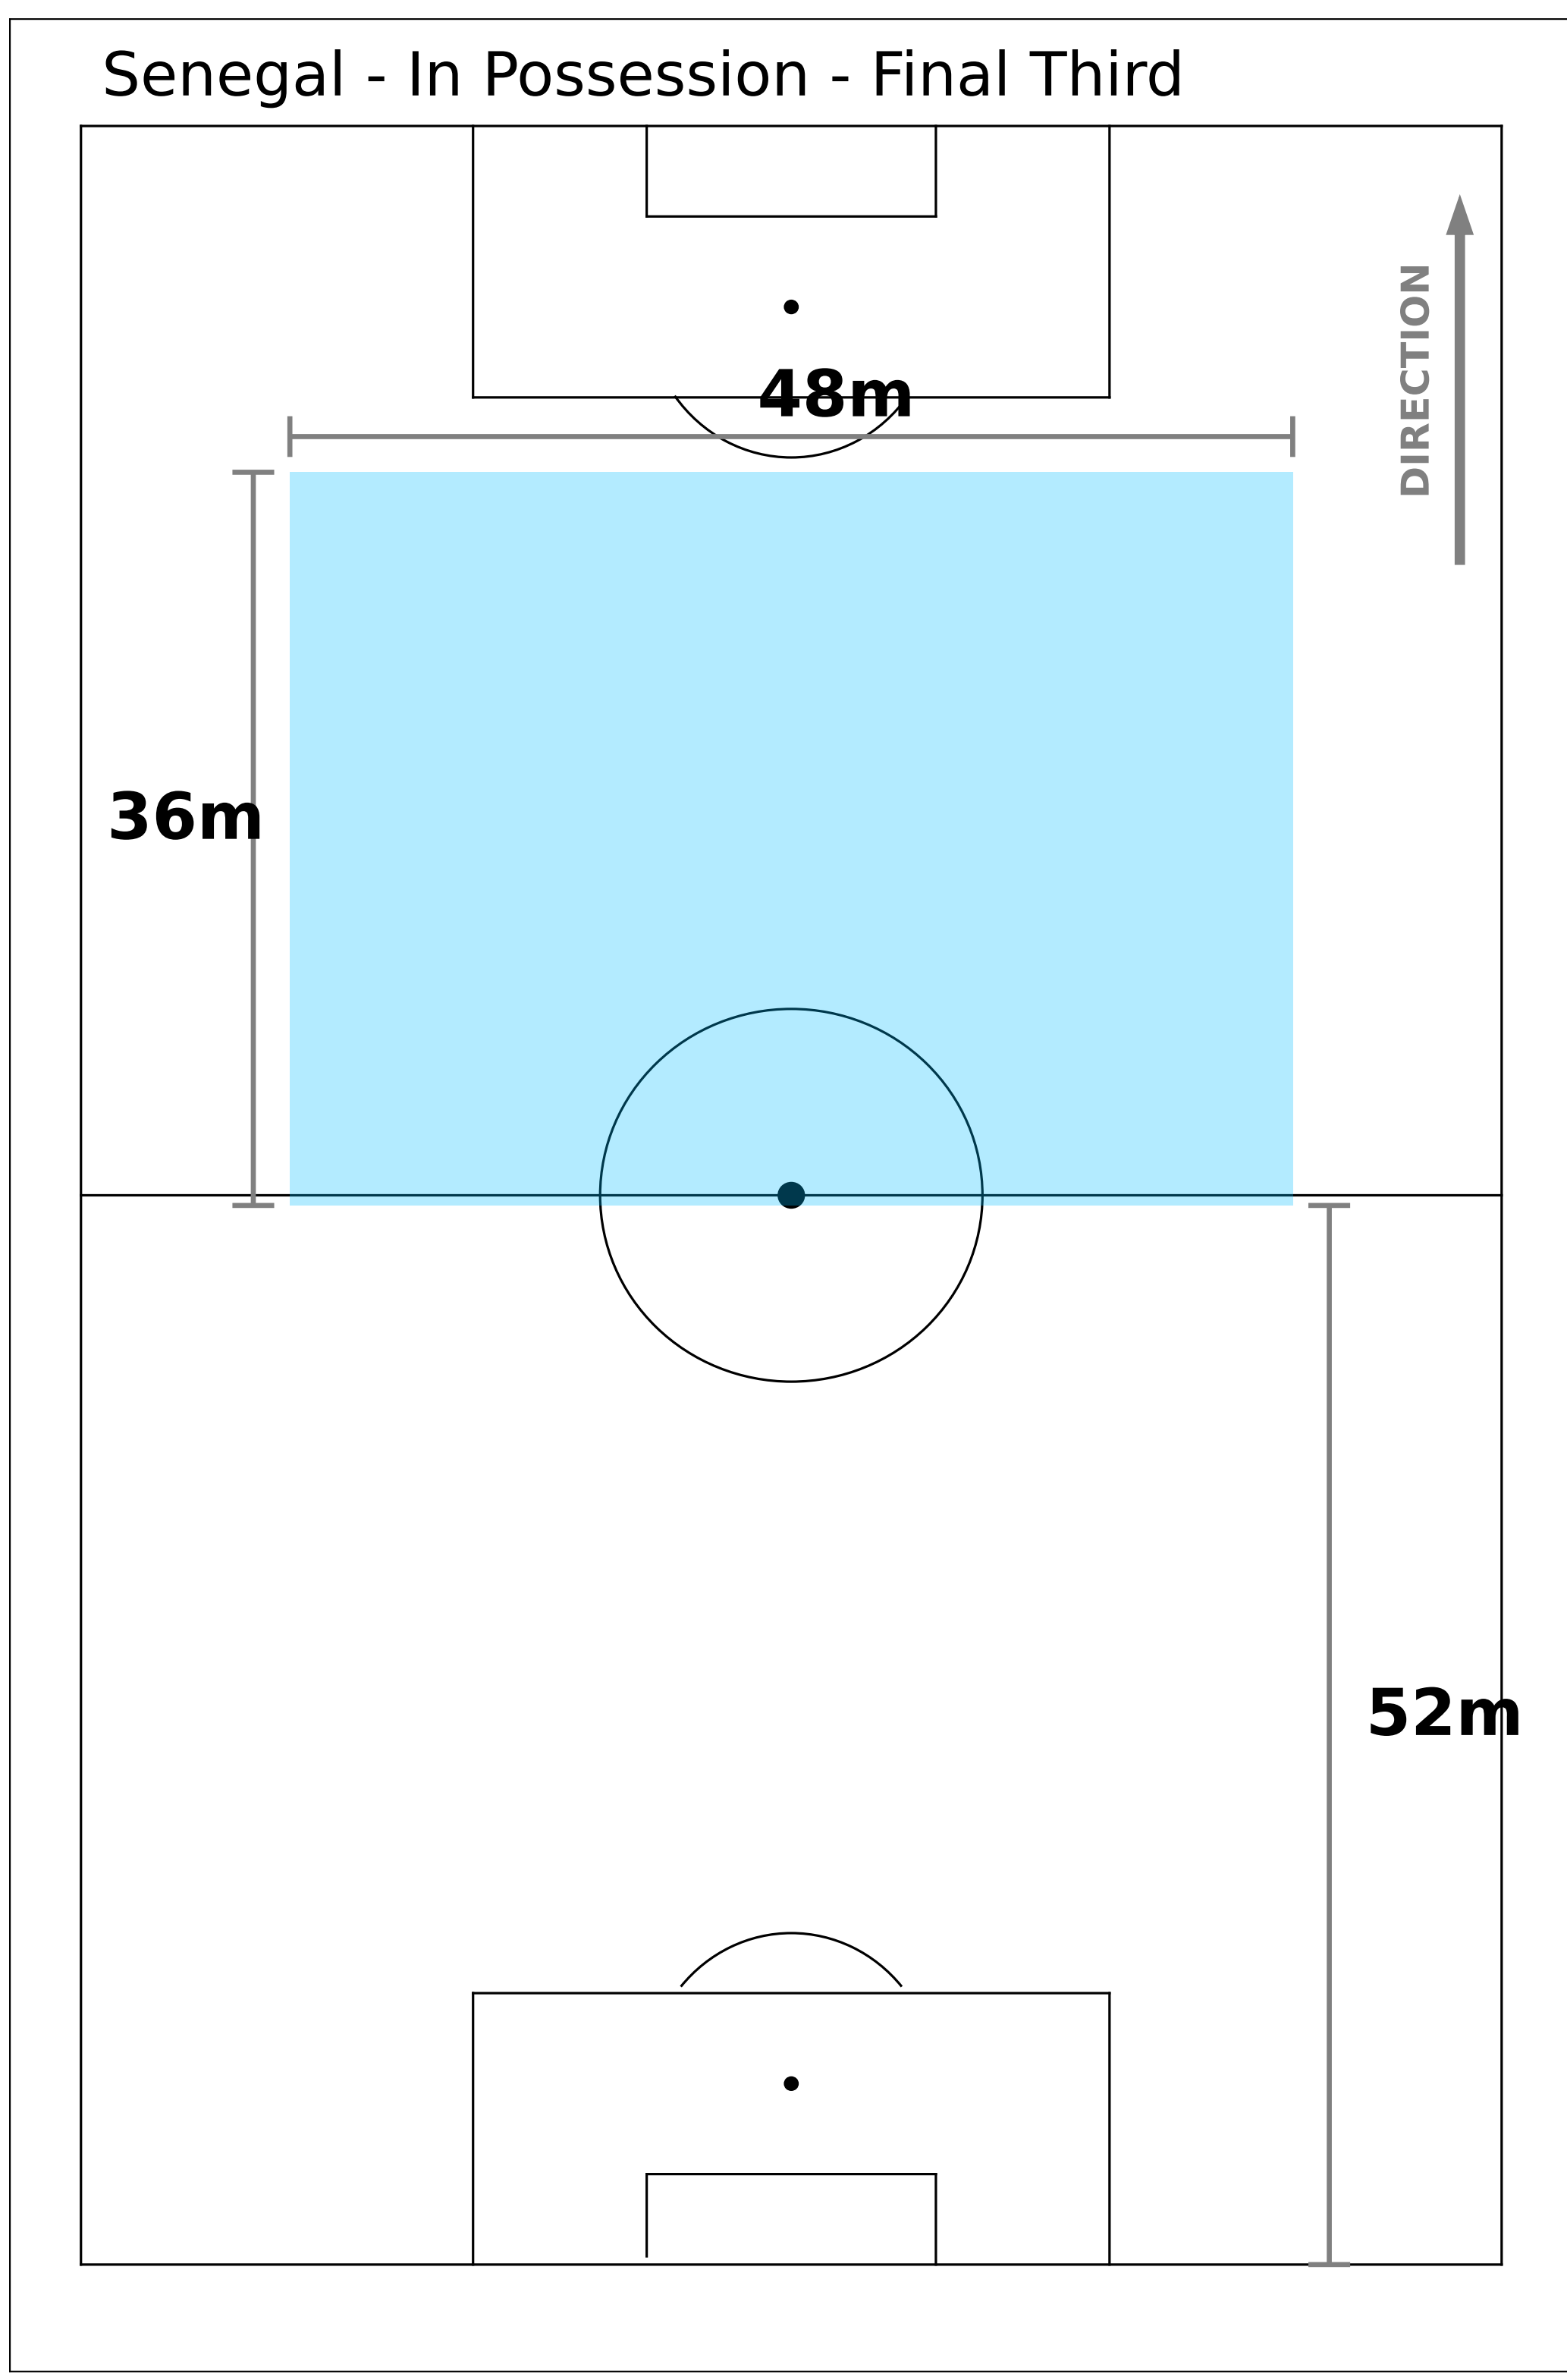 Senegal - In Possession - Final Third
DIRECTION
48m
36m
52m